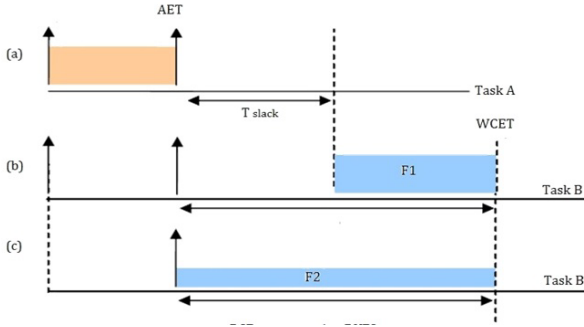 AET
(a)
Task A
T slack
WCET
(b)
F1
Task B
(c)
F2
Task B